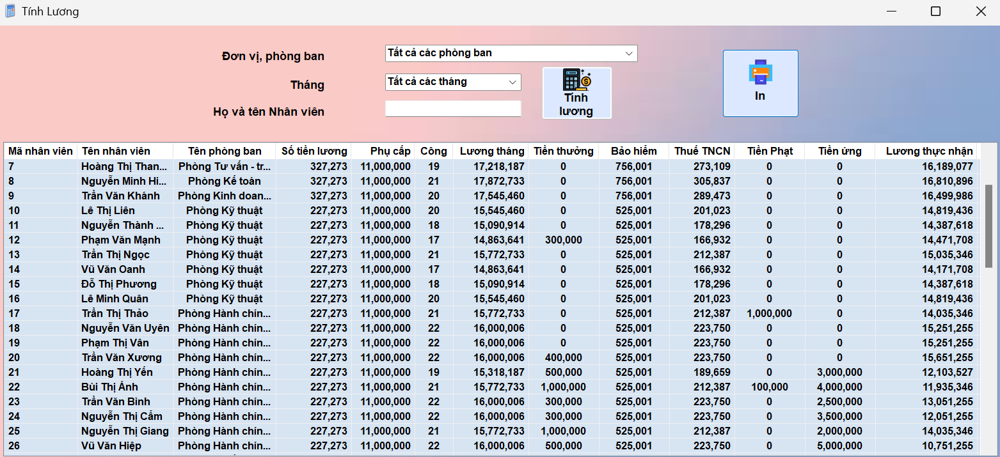 Tính Lương
Đơn vị, phòng ban
Tất cả các phòng ban
Tháng
Tất cả các tháng
Họ và tên Nhân viên
Tính
lương
In
Mã nhân viên Tên nhân viên Tên phòng ban Số tiền lương Phụ cấp Công Lương tháng Tiền thưởng Bảo hiểm Thuế TNCN Tiền Phạt Tiền ứng Lương thực nhận
7 Hoàng Thị Than... Phòng Tư vấn - tr... 327,273 11,000,000 19 17,218,187 0 756,001 273,109 0 0 16,189,077
8 Nguyễn Minh Hi... Phòng Kế toán 327,273 11,000,000 21 17,872,733 0 756,001 305,837 0 0 16,810,896
9 Trần Văn Khánh Phòng Kinh doan... 327,273 11,000,000 20 17,545,460 0 756,001 289,473 0 0 16,499,986
10 Lê Thị Liên Phòng Kỹ thuật 227,273 11,000,000 20 15,545,460 0 525,001 201,023 0 0 14,819,436
11 Nguyễn Thành ... Phòng Kỹ thuật 227,273 11,000,000 18 15,090,914 0 525,001 178,296 0 0 14,387,618
12 Phạm Văn Mạnh Phòng Kỹ thuật 227,273 11,000,000 17 14,863,641 300,000 525,001 166,932 0 0 14,471,708
13 Trần Thị Ngọc Phòng Kỹ thuật 227,273 11,000,000 21 15,772,733 0 525,001 212,387 0 0 15,035,346
14 Vũ Văn Oanh Phòng Kỹ thuật 227,273 11,000,000 17 14,863,641 0 525,001 166,932 0 0 14,171,708
15 Đỗ Thị Phương Phòng Kỹ thuật 227,273 11,000,000 18 15,090,914 0 525,001 178,296 0 0 14,387,618
16 Lê Minh Quân Phòng Kỹ thuật 227,273 11,000,000 20 15,545,460 0 525,001 201,023 0 0 14,819,436
17 Trần Thị Thảo Phòng Hành chín... 227,273 11,000,000 21 15,772,733 0 525,001 212,387 1,000,000 0 14,035,346
18 Nguyễn Văn Uyên Phòng Hành chín... 227,273 11,000,000 22 16,000,006 0 525,001 223,750 0 0 15,251,255
19 Phạm Thị Vân Phòng Hành chín... 227,273 11,000,000 22 16,000,006 0 525,001 223,750 0 0 15,251,255
20 Trần Văn Xương Phòng Hành chín... 227,273 11,000,000 22 16,000,006 400,000 525,001 223,750 0 0 15,651,255
21 Hoàng Thị Yến Phòng Hành chín... 227,273 11,000,000 19 15,318,187 500,000 525,001 189,659 0 3,000,000 12,103,527
22 Bùi Thị Ánh Phòng Hành chín... 227,273 11,000,000 21 15,772,733 1,000,000 525,001 212,387 100,000 4,000,000 11,935,346
23 Trần Văn Bình Phòng Hành chín... 227,273 11,000,000 22 16,000,006 300,000 525,001 223,750 0 2,500,000 13,051,255
24 Nguyễn Thị Cẩm Phòng Hành chín... 227,273 11,000,000 22 16,000,006 300,000 525,001 223,750 0 3,500,000 12,051,255
25 Nguyễn Thị Giang Phòng Hành chín... 227,273 11,000,000 21 15,772,733 1,000,000 525,001 212,387 0 2,000,000 14,035,346
26 Vũ Văn Hiệp Phòng Hành chín... 227,273 11,000,000 22 16,000,006 500,000 525,001 223,750 0 5,000,000 10,751,255